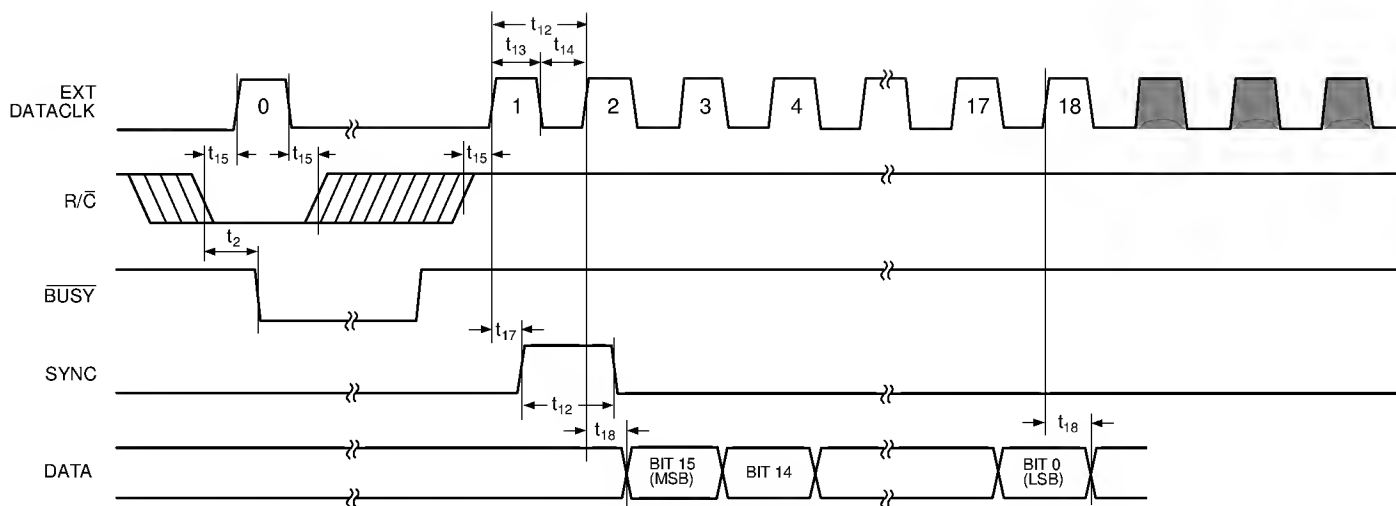 t12
t13 t14
EXT
DATACLK
0 1 2 3 4 17 18
t15 t15 t15
R/C̅
t2
B̅U̅S̅Y̅
t17
SYNC
t12
t18 t18
DATA
BIT 15
(MSB)
BIT 14
BIT 0
(LSB)